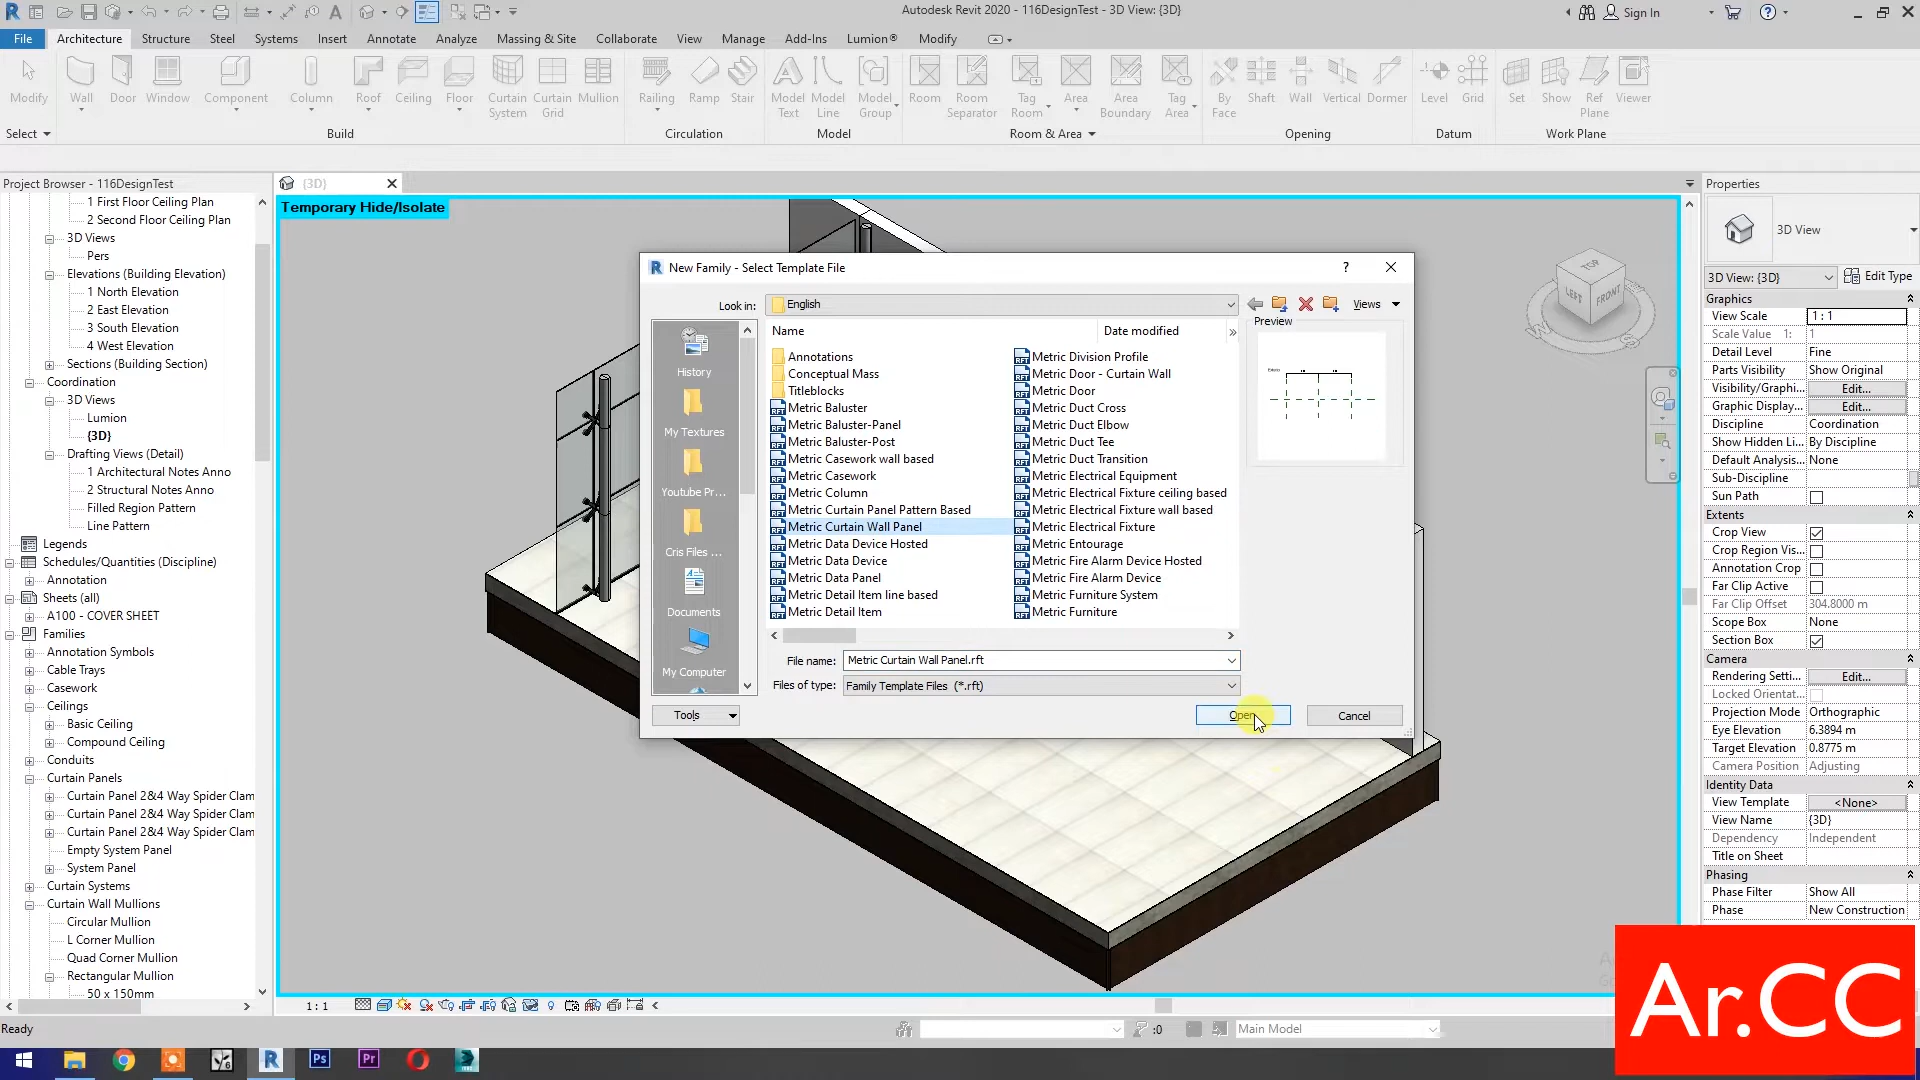 Autodesk Revit 2020 - 116DesignTest - 3D View: {3D}
Sign In
File
Architecture
Structure
Steel
Systems
Insert
Annotate
Analyze
Massing & Site
Collaborate
View
Manage
Add-Ins
Lumion®
Modify
Modify
Wall
Door
Window
Component
Column
Roof
Ceiling
Floor
Curtain System
Curtain Grid
Mullion
Railing
Ramp
Stair
Model Text
Model Line
Model Group
Room
Room Separator
Tag Room
Area
Area Boundary
Tag Area
By Face
Shaft
Wall
Vertical
Dormer
Level
Grid
Set
Show
Ref Plane
Viewer
Select
Build
Circulation
Model
Room & Area
Opening
Datum
Work Plane
Project Browser - 116DesignTest
1 First Floor Ceiling Plan
2 Second Floor Ceiling Plan
3D Views
Pers
Elevations (Building Elevation)
1 North Elevation
2 East Elevation
3 South Elevation
4 West Elevation
Sections (Building Section)
Coordination
3D Views
Lumion
{3D}
Drafting Views (Detail)
1 Architectural Notes Anno
2 Structural Notes Anno
Filled Region Pattern
Line Pattern
Legends
Schedules/Quantities (Discipline)
Annotation
Sheets (all)
A100 - COVER SHEET
Families
Annotation Symbols
Cable Trays
Casework
Ceilings
Basic Ceiling
Compound Ceiling
Conduits
Curtain Panels
Curtain Panel 2&4 Way Spider Clam
Curtain Panel 2&4 Way Spider Clam
Curtain Panel 2&4 Way Spider Clam
Empty System Panel
System Panel
Curtain Systems
Curtain Wall Mullions
Circular Mullion
L Corner Mullion
Quad Corner Mullion
Rectangular Mullion
50 x 150mm
{3D}
Temporary Hide/Isolate
New Family - Select Template File
Look in:
English
Views
Name
Date modified
Preview
History
My Textures
Youtube Pr...
Cris Files ...
Documents
My Computer
Annotations
Conceptual Mass
Titleblocks
Metric Baluster
Metric Baluster-Panel
Metric Baluster-Post
Metric Casework wall based
Metric Casework
Metric Column
Metric Curtain Panel Pattern Based
Metric Curtain Wall Panel
Metric Data Device Hosted
Metric Data Device
Metric Data Panel
Metric Detail Item line based
Metric Detail Item
Metric Division Profile
Metric Door - Curtain Wall
Metric Door
Metric Duct Cross
Metric Duct Elbow
Metric Duct Tee
Metric Duct Transition
Metric Electrical Equipment
Metric Electrical Fixture ceiling based
Metric Electrical Fixture wall based
Metric Electrical Fixture
Metric Entourage
Metric Fire Alarm Device Hosted
Metric Fire Alarm Device
Metric Furniture System
Metric Furniture
File name:
Metric Curtain Wall Panel.rft
Files of type:
Family Template Files (*.rft)
Tools
Open
Cancel
TOP
LEFT
FRONT
W
S
Properties
3D View
3D View: {3D}
Edit Type
Graphics
View Scale 1 : 1
Scale Value 1: 1
Detail Level Fine
Parts Visibility Show Original
Visibility/Graphi... Edit...
Graphic Display... Edit...
Discipline Coordination
Show Hidden Li... By Discipline
Default Analysis... None
Sub-Discipline
Sun Path
Extents
Crop View
Crop Region Vis...
Annotation Crop
Far Clip Active
Far Clip Offset 304.8000 m
Scope Box None
Section Box
Camera
Rendering Setti... Edit...
Locked Orientat...
Projection Mode Orthographic
Eye Elevation 6.3894 m
Target Elevation 0.8775 m
Camera Position Adjusting
Identity Data
View Template <None>
View Name {3D}
Dependency Independent
Title on Sheet
Phasing
Phase Filter Show All
Phase New Construction
1 : 1
Ready
:0
Main Model
Ps
Pr
Ar.CC